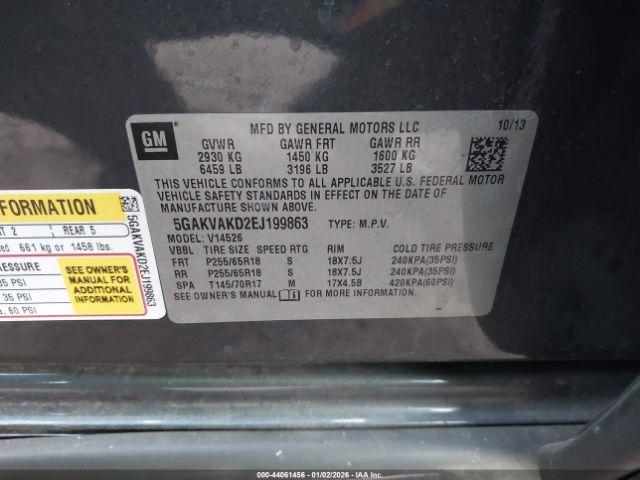 GM
MFD BY GENERAL MOTORS LLC
10/13
GVWR GAWR FRT GAWR RR
2930 KG 1450 KG 1600 KG
6459 LB 3196 LB 3527 LB
THIS VEHICLE CONFORMS TO ALL APPLICABLE U.S. FEDERAL MOTOR
VEHICLE SAFETY STANDARDS IN EFFECT ON THE DATE OF
MANUFACTURE SHOWN ABOVE.
5GAKVAKD2EJ199863 TYPE: M.P.V.
MODEL: V14526
VBBL TIRE SIZE SPEED RTG RIM COLD TIRE PRESSURE
FRT P255/65R18 S 18X7.5J 240KPA(35PSI)
RR P255/65R18 S 18X7.5J 240KPA(35PSI)
SPA T145/70R17 M 17X4.5B 420KPA(60PSI)
SEE OWNER'S MANUAL FOR MORE INFORMATION.
FORMATION
2 REAR 5
661 kg or 1458 lbs.
RESSURE
35 PSI
35 PSI
60 PSI
SEE OWNER'S
MANUAL FOR
ADDITIONAL
INFORMATION
5GAKVAKD2EJ199863
000-44061456 - 01/02/2026 - IAAI.COM